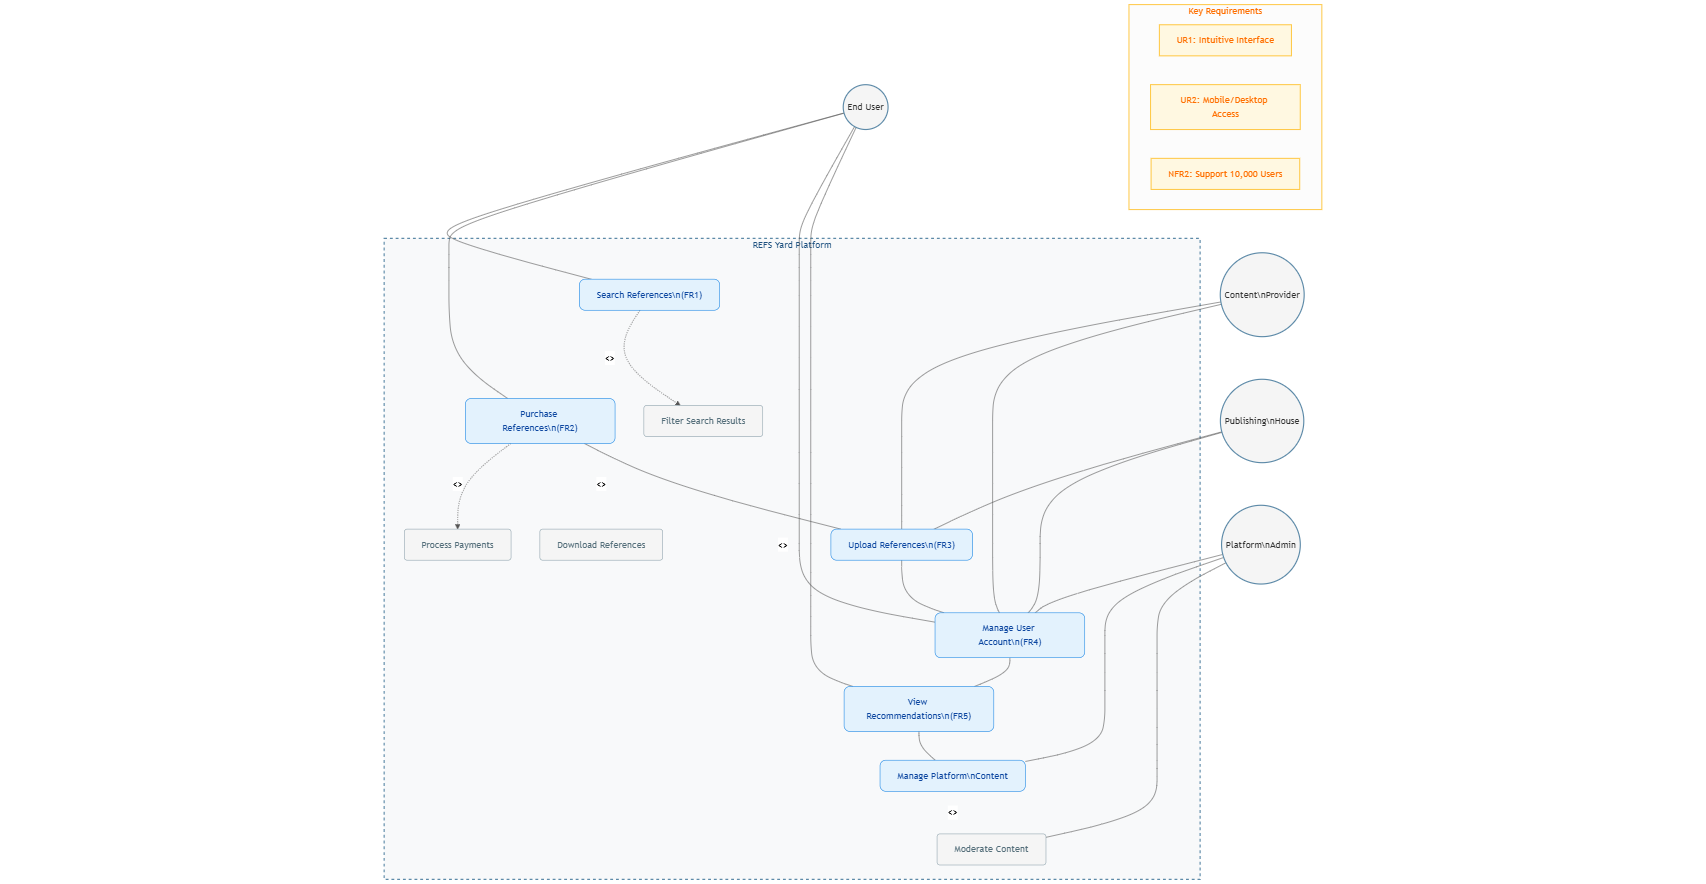 Key Requirements
UR1: Intuitive Interface
UR2: Mobile/Desktop
Access
NFR2: Support 10,000 Users
End User
REFS Yard Platform
Search References\n(FR1)
Content\nProvider
<>
Purchase
References\n(FR2)
Filter Search Results
Publishing\nHouse
<>
<>
Process Payments
Download References
<>
Upload References\n(FR3)
Platform\nAdmin
Manage User
Account\n(FR4)
View
Recommendations\n(FR5)
Manage Platform\nContent
<>
Moderate Content